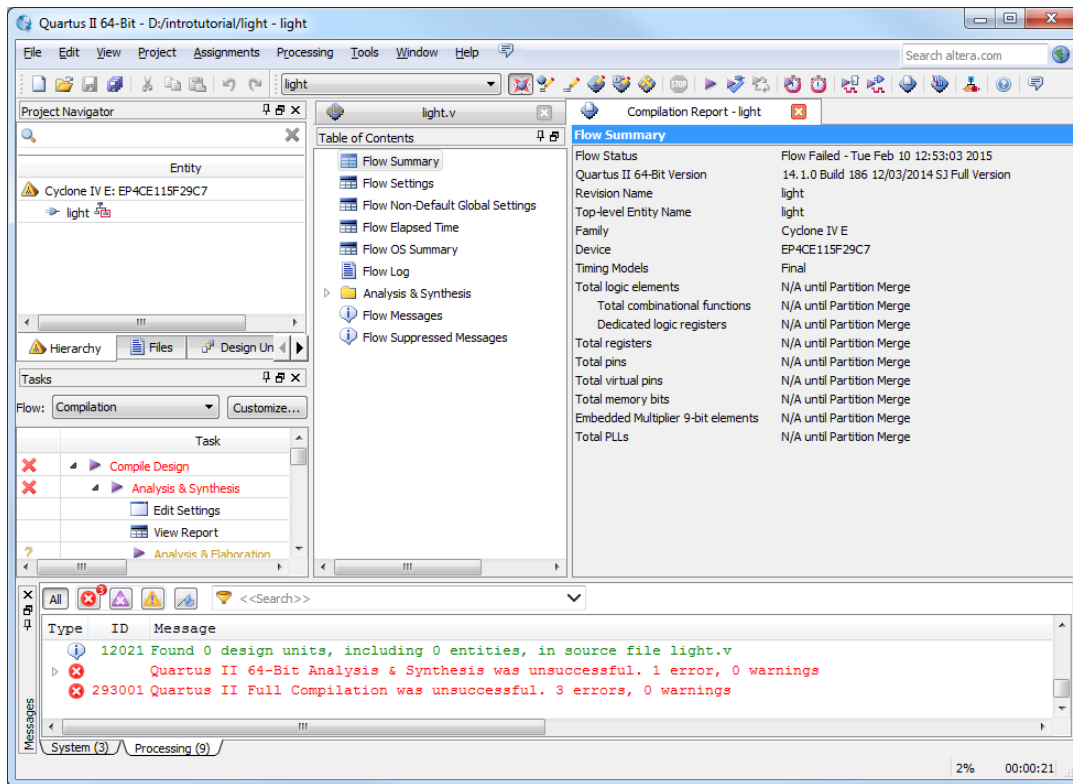 Quartus II 64-Bit - D:/introtutorial/light - light
File Edit View Project Assignments Processing Tools Window Help
Search altera.com
light
Project Navigator
Entity
Cyclone IV E: EP4CE115F29C7
light
Hierarchy Files Design Un
Tasks
Flow: Compilation Customize...
Task
Compile Design
Analysis & Synthesis
Edit Settings
View Report
? Analysis & Elaboration
light.v
Table of Contents
Flow Summary
Flow Settings
Flow Non-Default Global Settings
Flow Elapsed Time
Flow OS Summary
Flow Log
Analysis & Synthesis
Flow Messages
Flow Suppressed Messages
Compilation Report - light
Flow Summary
Flow Status Flow Failed - Tue Feb 10 12:53:03 2015
Quartus II 64-Bit Version 14.1.0 Build 186 12/03/2014 SJ Full Version
Revision Name light
Top-level Entity Name light
Family Cyclone IV E
Device EP4CE115F29C7
Timing Models Final
Total logic elements N/A until Partition Merge
Total combinational functions N/A until Partition Merge
Dedicated logic registers N/A until Partition Merge
Total registers N/A until Partition Merge
Total pins N/A until Partition Merge
Total virtual pins N/A until Partition Merge
Total memory bits N/A until Partition Merge
Embedded Multiplier 9-bit elements N/A until Partition Merge
Total PLLs N/A until Partition Merge
All 3 <<Search>>
Type ID Message
12021 Found 0 design units, including 0 entities, in source file light.v
Quartus II 64-Bit Analysis & Synthesis was unsuccessful. 1 error, 0 warnings
293001 Quartus II Full Compilation was unsuccessful. 3 errors, 0 warnings
Messages
System (3) Processing (9)
2% 00:00:21